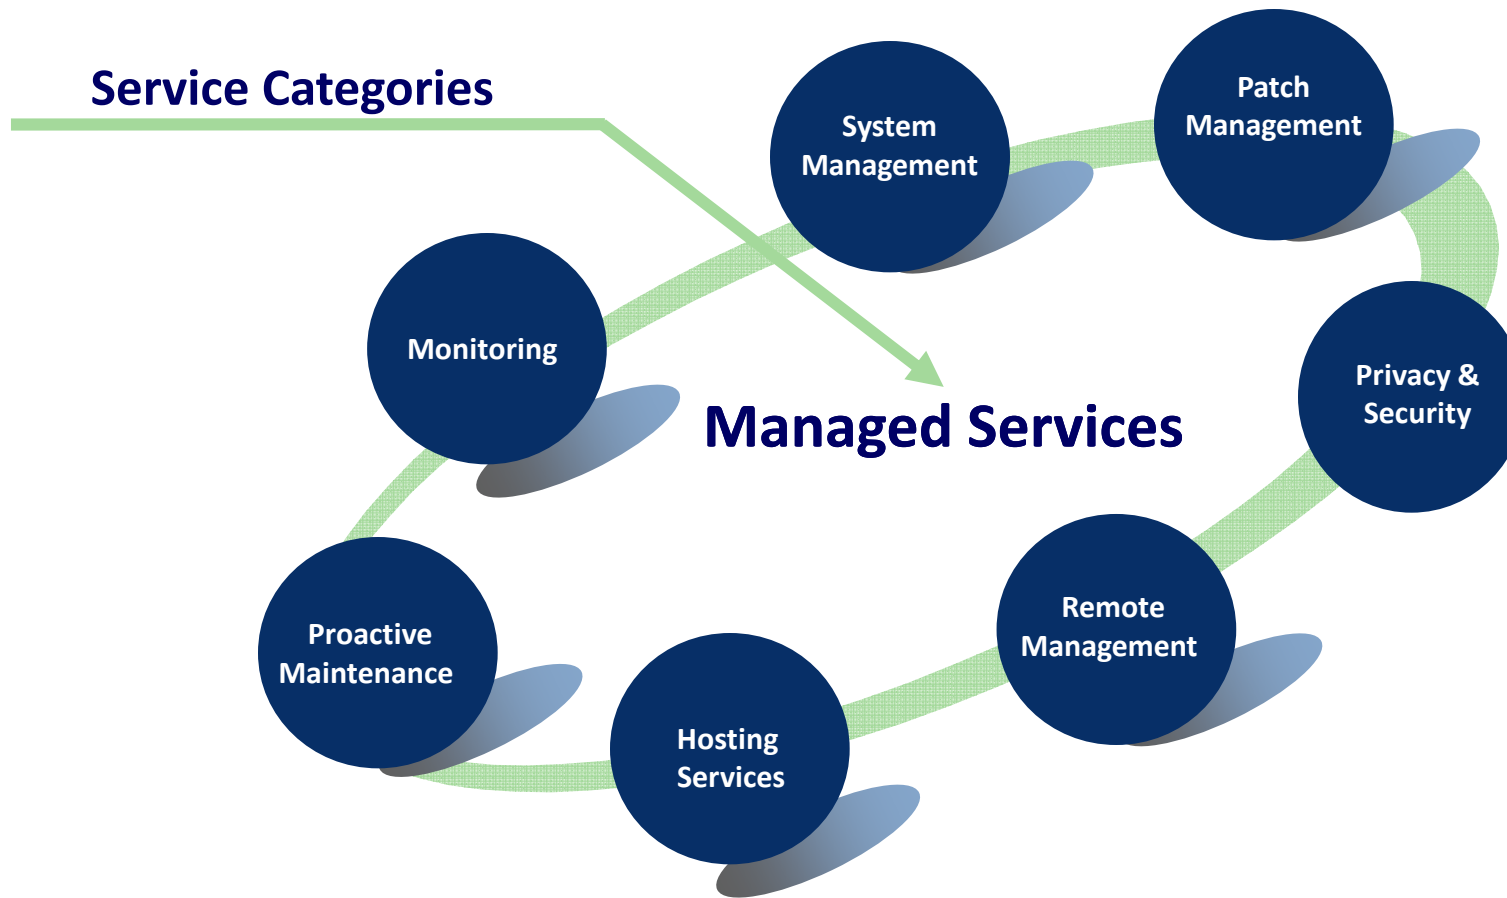 Service Categories
Patch
Management
System
Management
Monitoring
Privacy &
Security
Managed Services
Remote
Management
Proactive
Maintenance
Hosting
Services